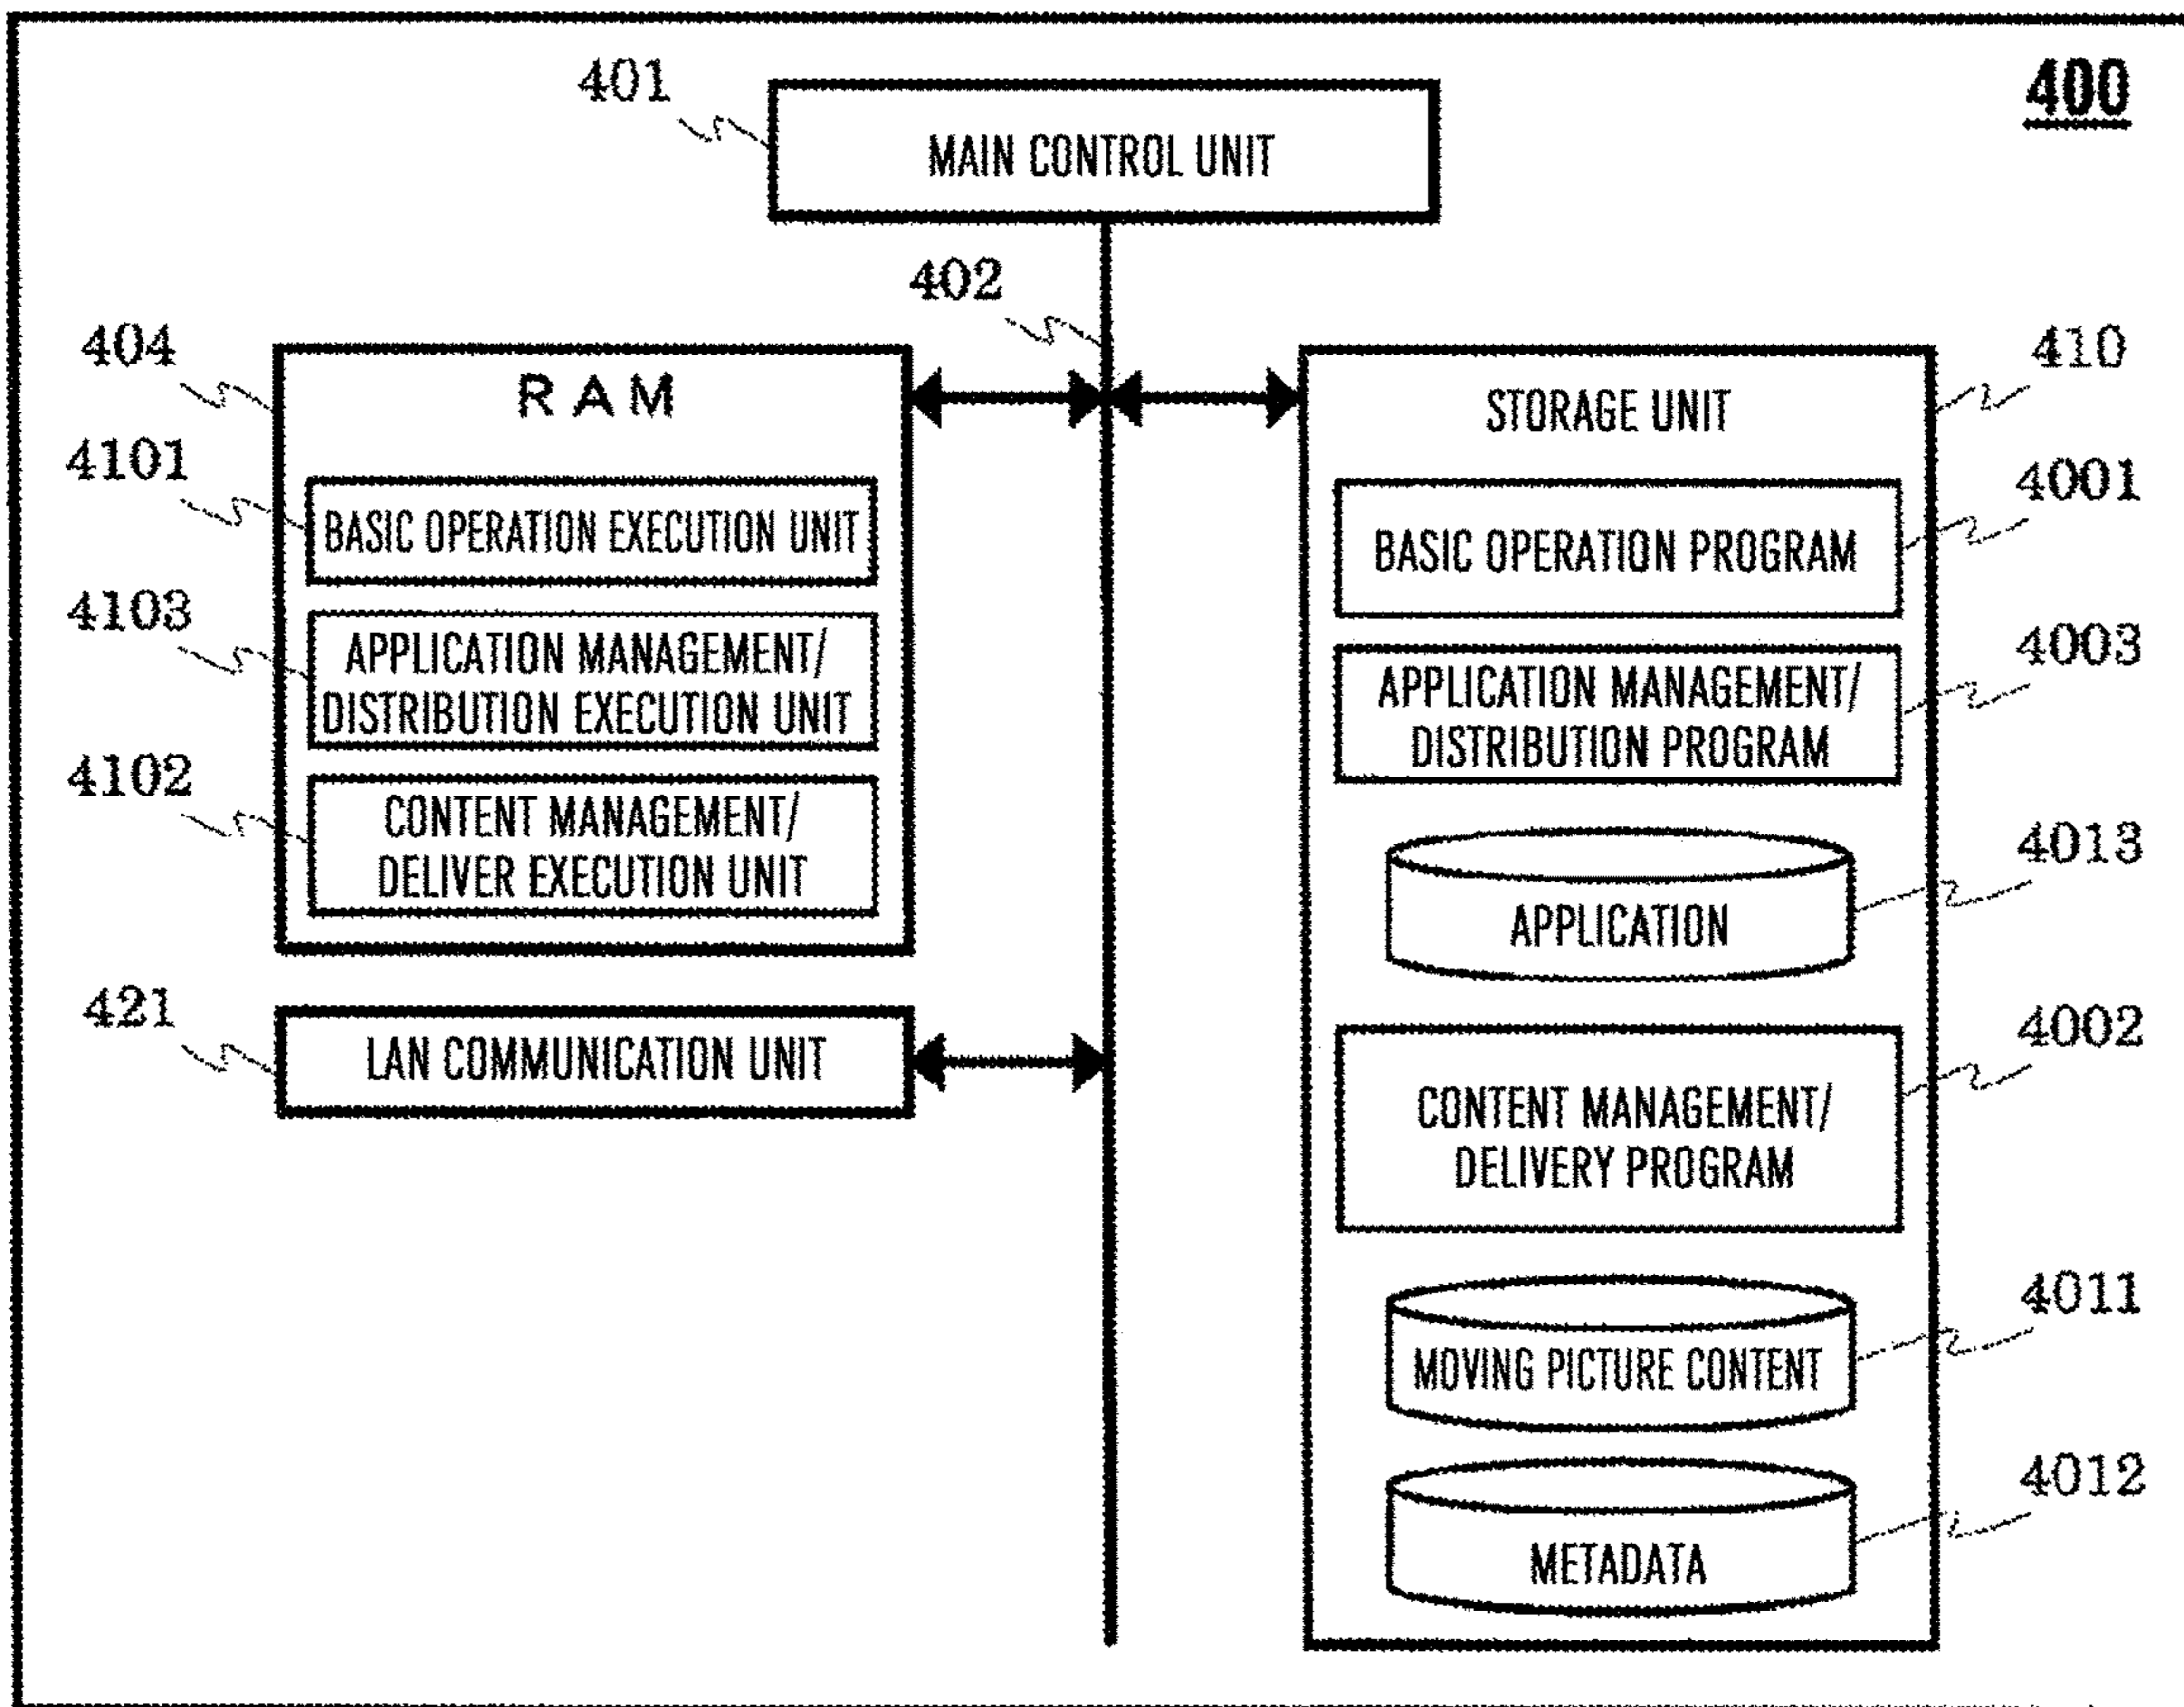 400
401
MAIN CONTROL UNIT
402
404
RAM
4101
BASIC OPERATION EXECUTION UNIT
4103
APPLICATION MANAGEMENT/
DISTRIBUTION EXECUTION UNIT
4102
CONTENT MANAGEMENT/
DELIVER EXECUTION UNIT
421
LAN COMMUNICATION UNIT
410
STORAGE UNIT
4001
BASIC OPERATION PROGRAM
4003
APPLICATION MANAGEMENT/
DISTRIBUTION PROGRAM
4013
APPLICATION
4002
CONTENT MANAGEMENT/
DELIVERY PROGRAM
4011
MOVING PICTURE CONTENT
4012
METADATA